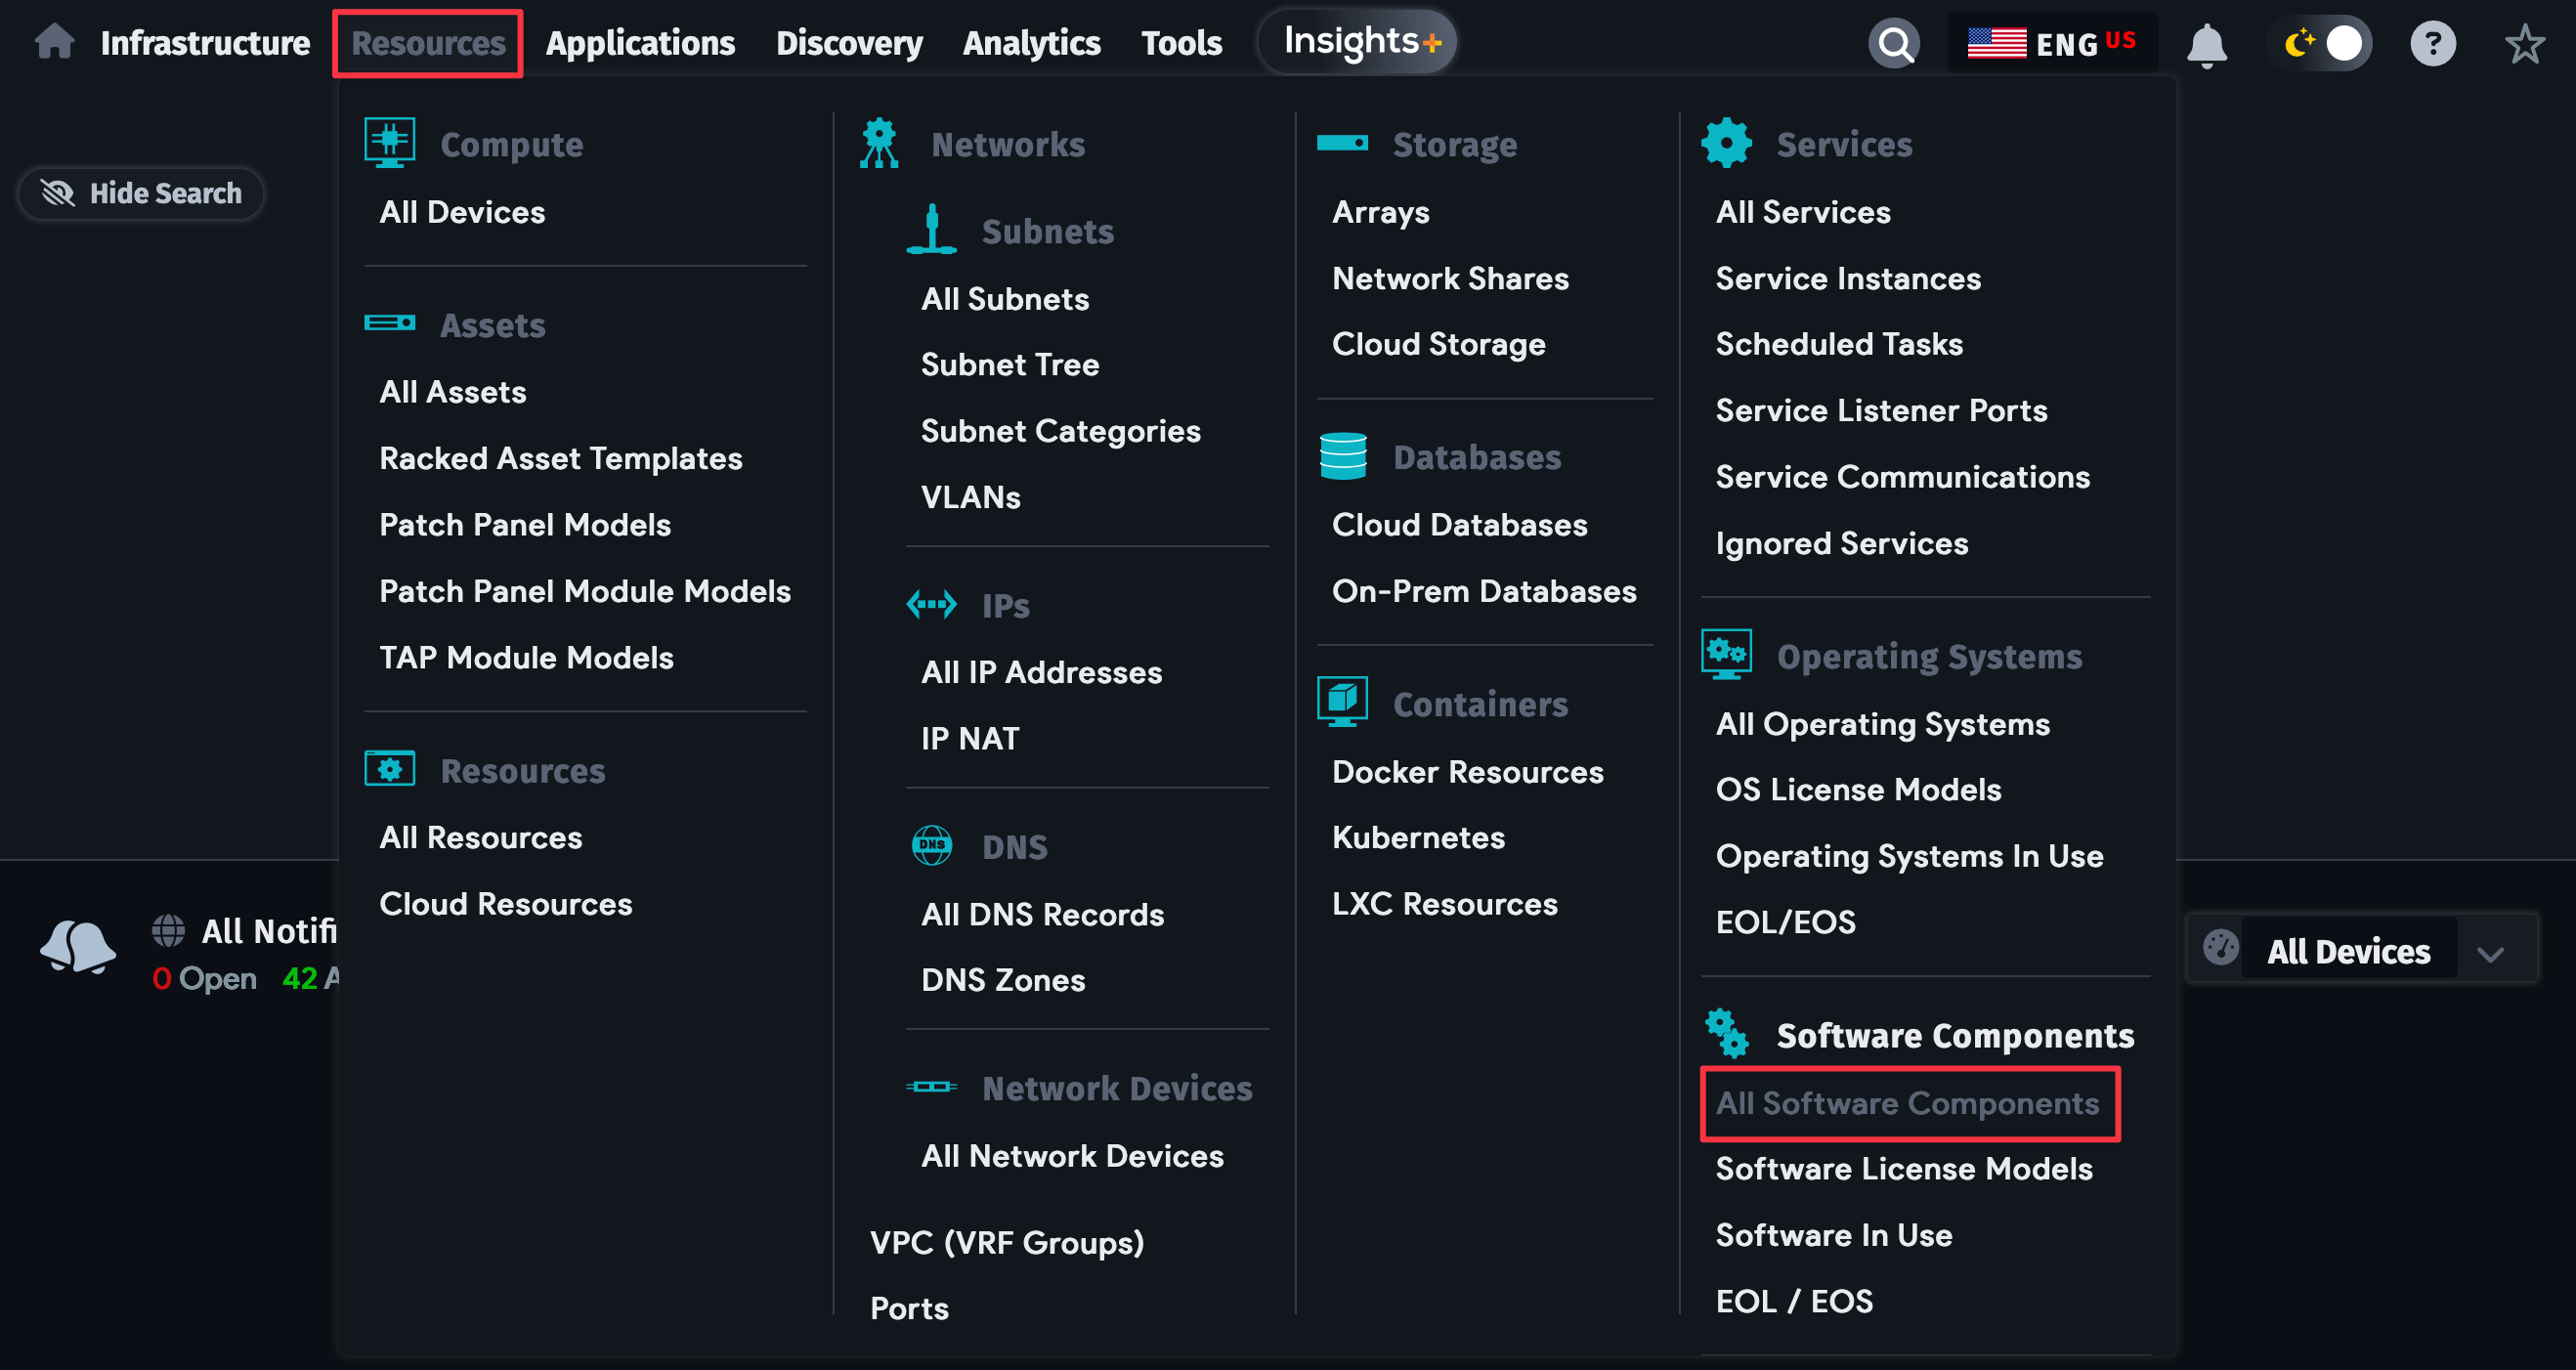 Infrastructure Resources Applications Discovery Analytics Tools Insights+ ENG US ?
Hide Search
Compute
All Devices
Assets
All Assets
Racked Asset Templates
Patch Panel Models
Patch Panel Module Models
TAP Module Models
Resources
All Resources
Cloud Resources
Networks
Subnets
All Subnets
Subnet Tree
Subnet Categories
VLANs
IPs
All IP Addresses
IP NAT
DNS
DNS
All DNS Records
DNS Zones
Network Devices
All Network Devices
VPC (VRF Groups)
Ports
Storage
Arrays
Network Shares
Cloud Storage
Databases
Cloud Databases
On-Prem Databases
Containers
Docker Resources
Kubernetes
LXC Resources
Services
All Services
Service Instances
Scheduled Tasks
Service Listener Ports
Service Communications
Ignored Services
Operating Systems
All Operating Systems
OS License Models
Operating Systems In Use
EOL/EOS
Software Components
All Software Components
Software License Models
Software In Use
EOL / EOS
All Notifi
0 Open 42 A
All Devices